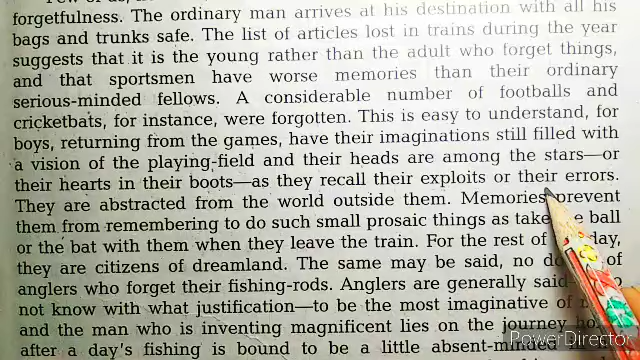 forgetfulness. The ordinary man arrives at his destination with all his
bags and trunks safe. The list of articles lost in trains during the year
suggests that it is the young rather than the adult who forget things,
and that sportsmen have worse memories than their ordinary
serious-minded fellows. A considerable number of footballs and
cricketbats, for instance, were forgotten. This is easy to understand, for
boys, returning from the games, have their imaginations still filled with
a vision of the playing-field and their heads are among the stars—or
their hearts in their boots—as they recall their exploits or their errors.
They are abstracted from the world outside them. Memories prevent
them from remembering to do such small prosaic things as take ball
or the bat with them when they leave the train. For the rest of day,
they are citizens of dreamland. The same may be said, no of
anglers who forget their fishing-rods. Anglers are generally said
not know with what justification—to be the most imaginative of
and the man who is inventing magnificent lies on the journey
after a day's fishing is bound to be a little absent-minded
PowerDirector